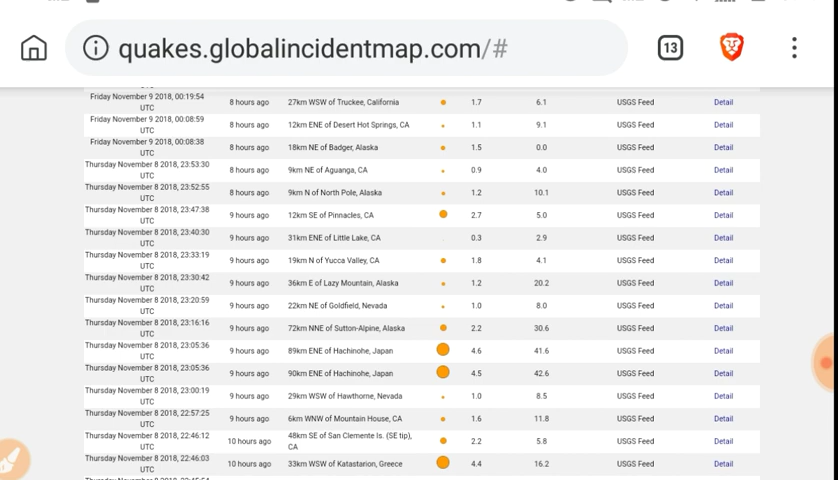 quakes.globalincidentmap.com/#
13
Friday November 9 2018, 00:19:54 UTC 8 hours ago 27km WSW of Truckee, California 1.7 6.1 USGS Feed Detail
Friday November 9 2018, 00:08:59 UTC 8 hours ago 12km ENE of Desert Hot Springs, CA 1.1 9.1 USGS Feed Detail
Friday November 9 2018, 00:08:38 UTC 8 hours ago 18km NE of Badger, Alaska 1.5 0.0 USGS Feed Detail
Thursday November 8 2018, 23:53:30 UTC 8 hours ago 9km NE of Aguanga, CA 0.9 4.0 USGS Feed Detail
Thursday November 8 2018, 23:52:55 UTC 8 hours ago 9km N of North Pole, Alaska 1.2 10.1 USGS Feed Detail
Thursday November 8 2018, 23:47:38 UTC 9 hours ago 12km SE of Pinnacles, CA 2.7 5.0 USGS Feed Detail
Thursday November 8 2018, 23:40:30 UTC 9 hours ago 31km ENE of Little Lake, CA 0.3 2.9 USGS Feed Detail
Thursday November 8 2018, 23:33:19 UTC 9 hours ago 19km N of Yucca Valley, CA 1.8 4.1 USGS Feed Detail
Thursday November 8 2018, 23:30:42 UTC 9 hours ago 36km E of Lazy Mountain, Alaska 1.2 20.2 USGS Feed Detail
Thursday November 8 2018, 23:20:59 UTC 9 hours ago 22km NE of Goldfield, Nevada 1.0 8.0 USGS Feed Detail
Thursday November 8 2018, 23:16:16 UTC 9 hours ago 72km NNE of Sutton-Alpine, Alaska 2.2 30.6 USGS Feed Detail
Thursday November 8 2018, 23:05:36 UTC 9 hours ago 89km ENE of Hachinohe, Japan 4.6 41.6 USGS Feed Detail
Thursday November 8 2018, 23:05:36 UTC 9 hours ago 90km ENE of Hachinohe, Japan 4.5 42.6 USGS Feed Detail
Thursday November 8 2018, 23:00:19 UTC 9 hours ago 29km WSW of Hawthorne, Nevada 1.0 8.5 USGS Feed Detail
Thursday November 8 2018, 22:57:25 UTC 9 hours ago 6km WNW of Mountain House, CA 1.6 11.8 USGS Feed Detail
Thursday November 8 2018, 22:46:12 UTC 10 hours ago 48km SE of San Clemente Is. (SE tip), CA 2.2 5.8 USGS Feed Detail
Thursday November 8 2018, 22:46:03 UTC 10 hours ago 33km WSW of Katastarion, Greece 4.4 16.2 USGS Feed Detail